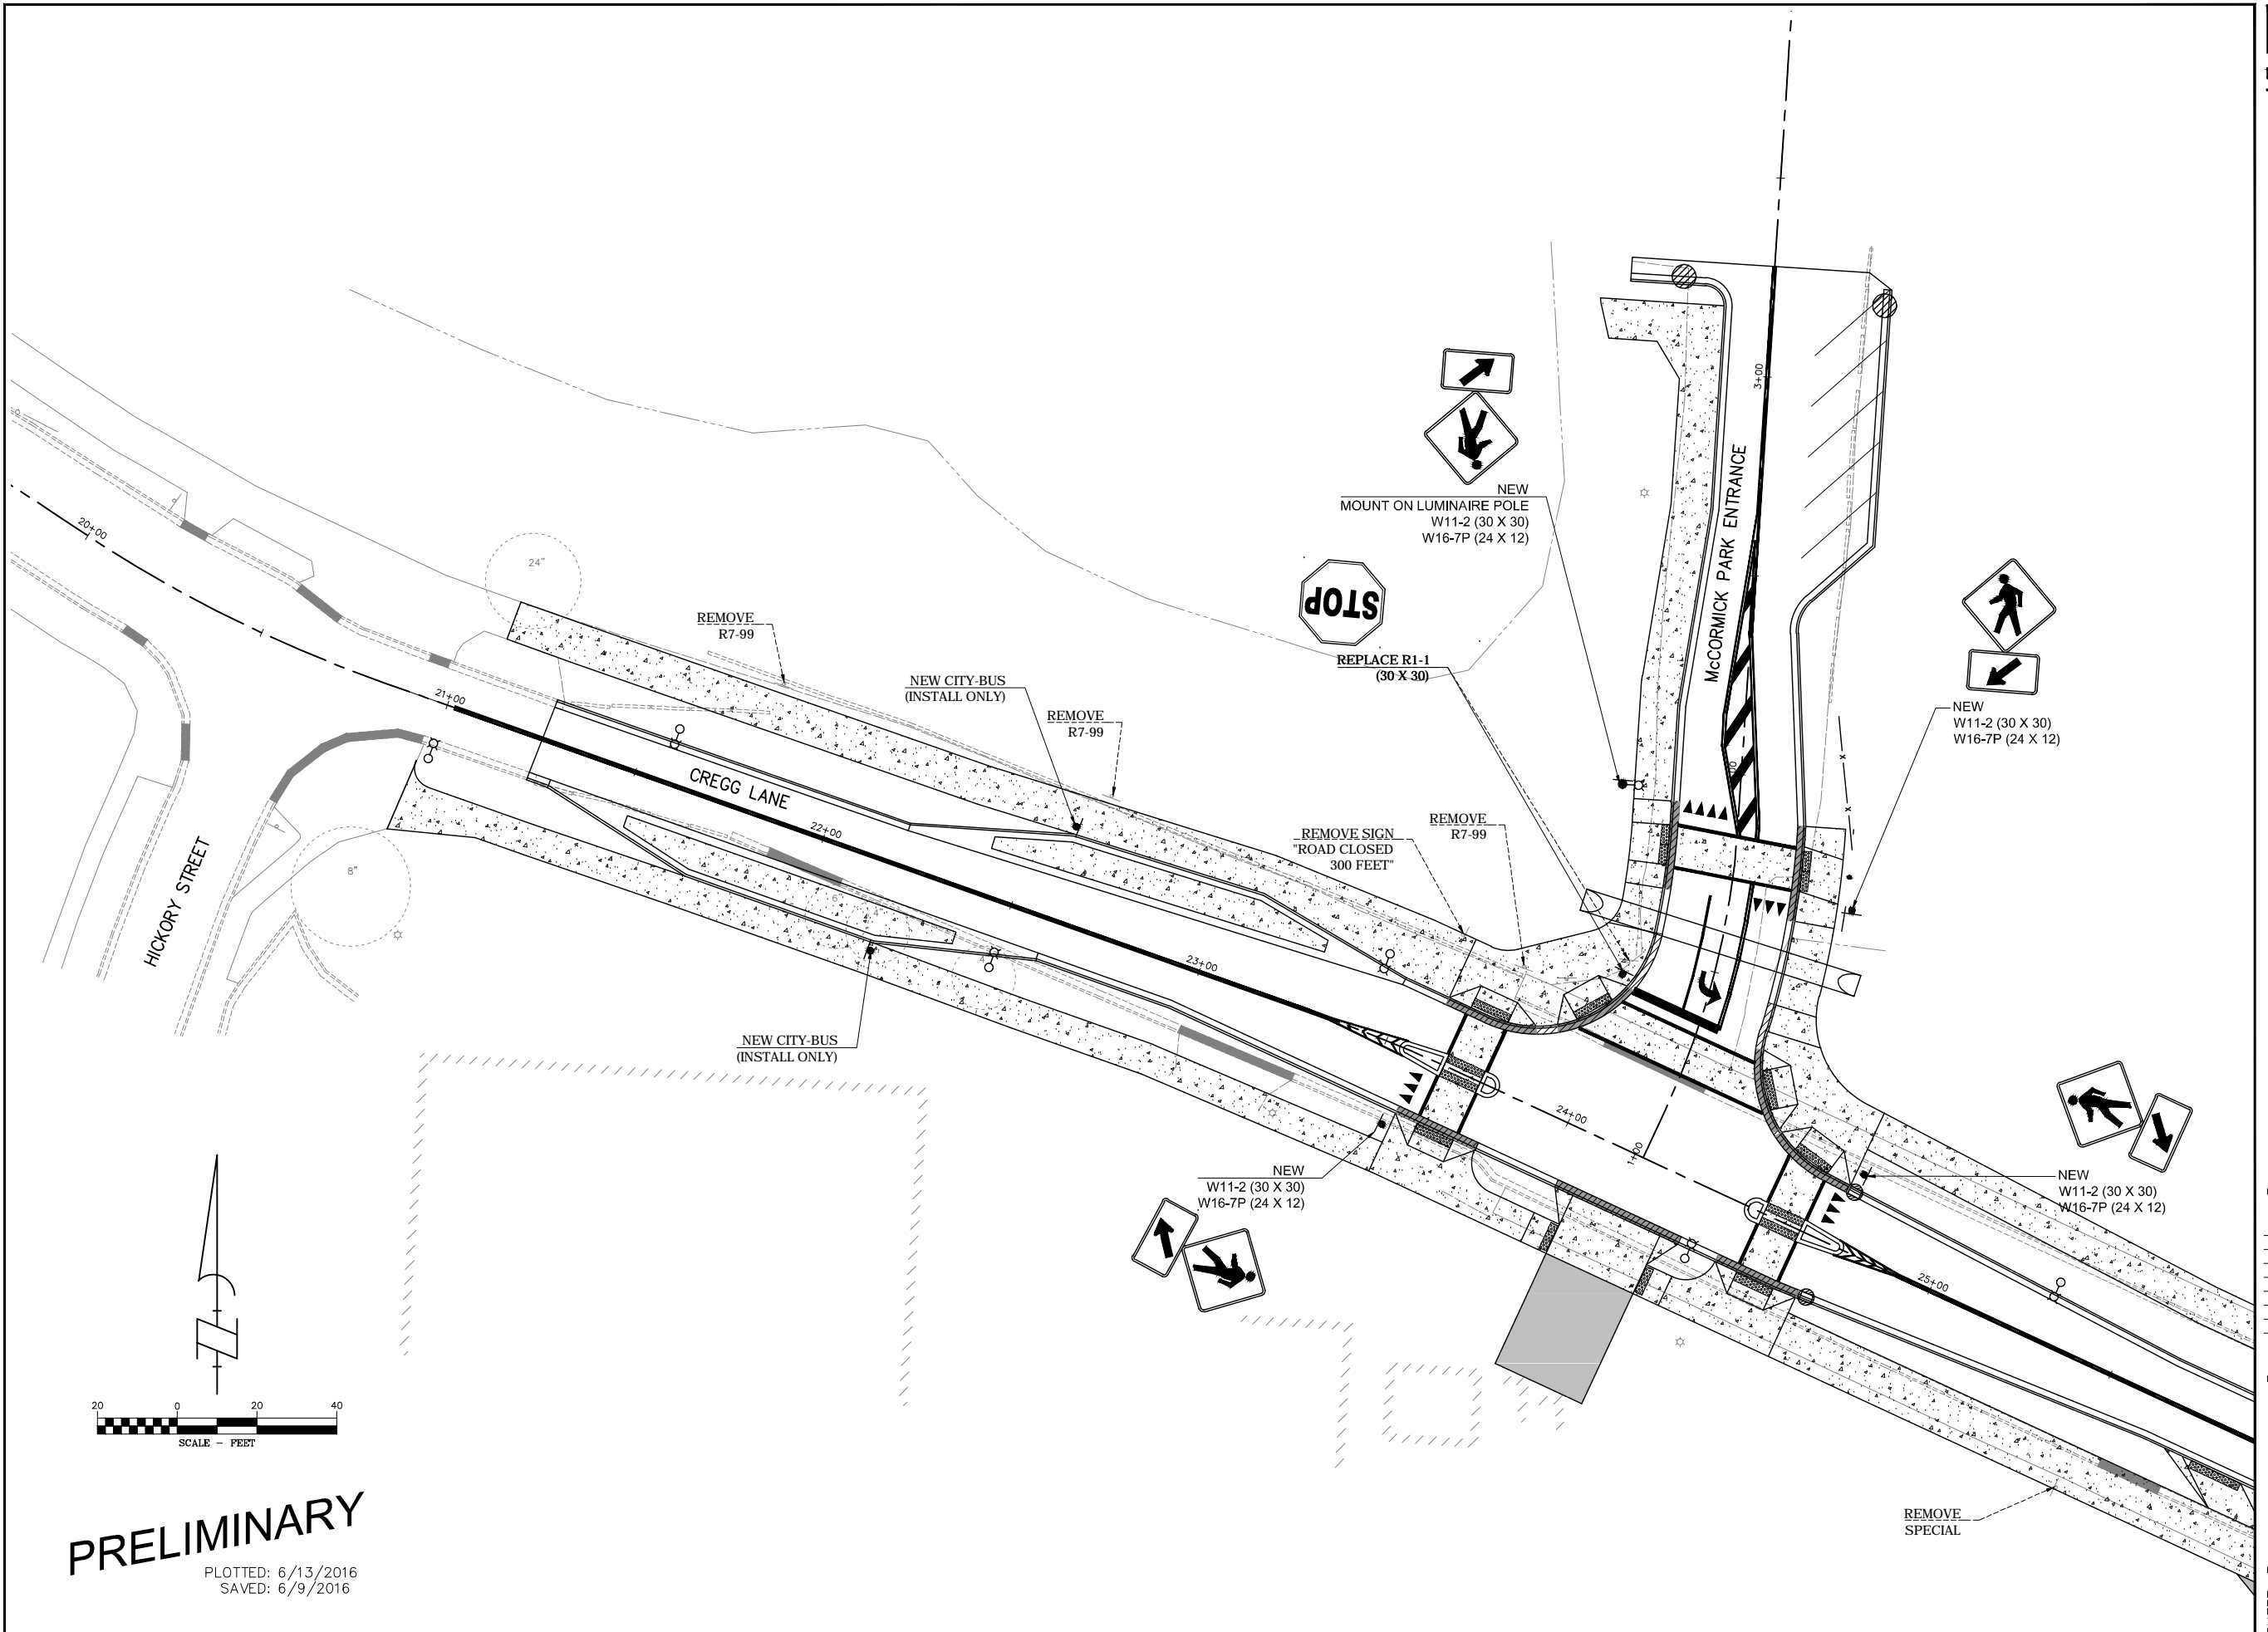 NEW
MOUNT ON LUMINAIRE POLE
W11-2 (30 X 30)
W16-7P (24 X 12)
STOP
REPLACE R1-1
(30 X 30)
McCORMICK PARK ENTRANCE
3+00
NEW
W11-2 (30 X 30)
W16-7P (24 X 12)
20+00
24"
REMOVE
R7-99
NEW CITY-BUS
(INSTALL ONLY)
REMOVE
R7-99
21+00
CREGG LANE
22+00
REMOVE SIGN
"ROAD CLOSED
300 FEET"
REMOVE
R7-99
HICKORY STREET
8"
23+00
NEW CITY-BUS
(INSTALL ONLY)
24+00
1+00
NEW
W11-2 (30 X 30)
W16-7P (24 X 12)
NEW
W11-2 (30 X 30)
W16-7P (24 X 12)
25+00
20 0 20 40
SCALE - FEET
REMOVE
SPECIAL
PRELIMINARY
PLOTTED: 6/13/2016
SAVED: 6/9/2016